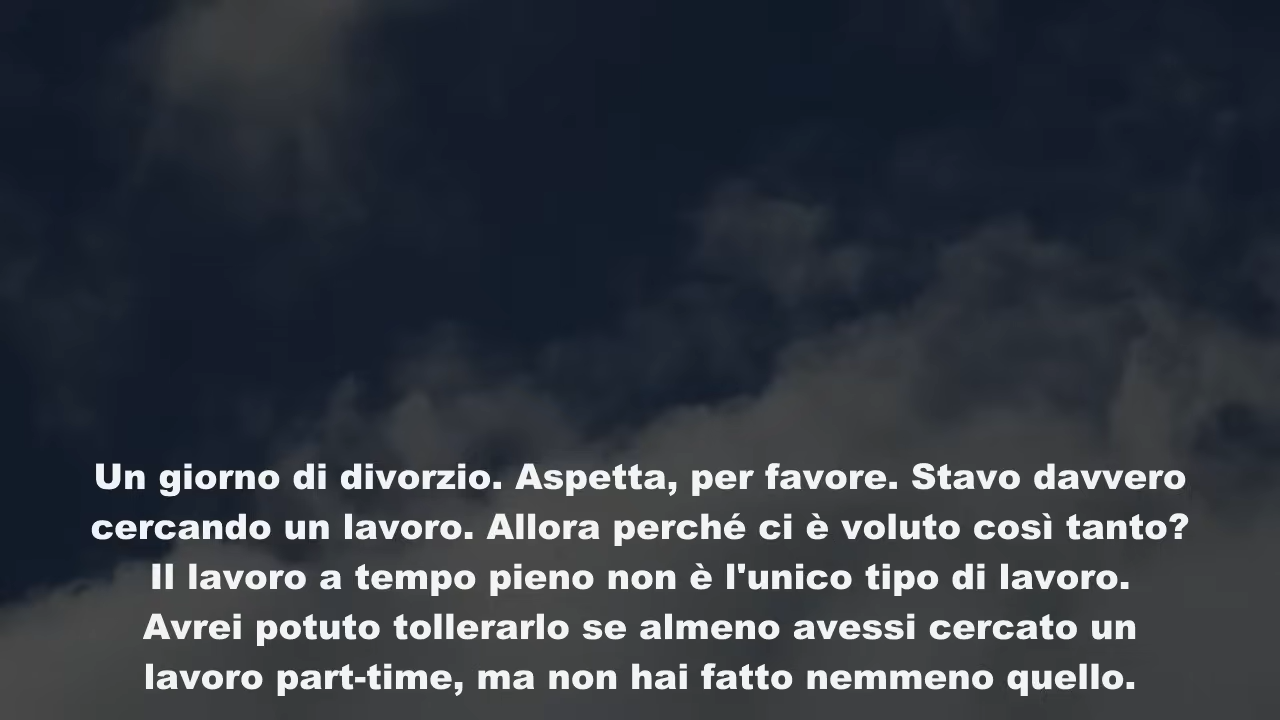 Un giorno di divorzio. Aspetta, per favore. Stavo davvero
cercando un lavoro. Allora perché ci è voluto così tanto?
Il lavoro a tempo pieno non è l'unico tipo di lavoro.
Avrei potuto tollerarlo se almeno avessi cercato un
lavoro part-time, ma non hai fatto nemmeno quello.